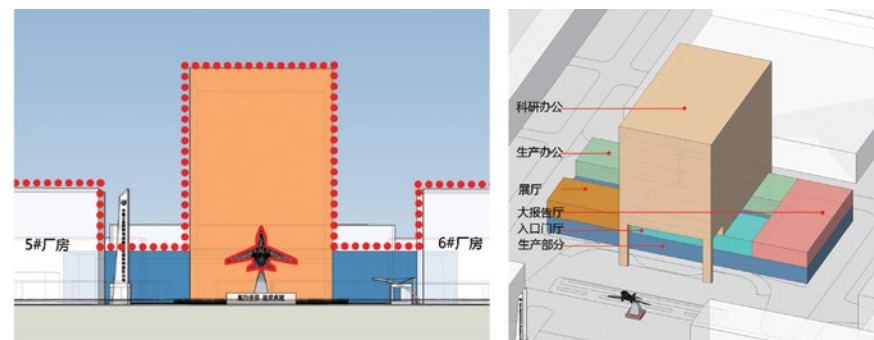 5#厂房
6#厂房
科研办公
生产办公
展厅
大报告厅
入口门厅
生产部分